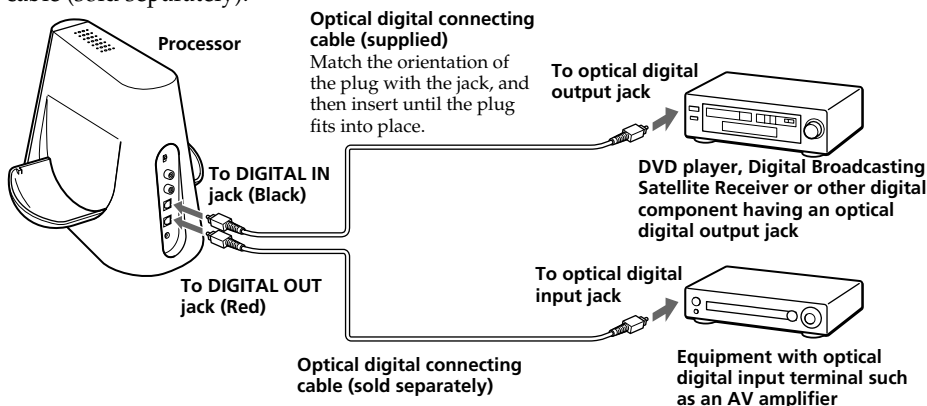 cable (sold separately).
Optical digital connecting
cable (supplied)
Match the orientation of
the plug with the jack, and
then insert until the plug
fits into place.
Processor
To optical digital
output jack
DVD player, Digital Broadcasting
Satellite Receiver or other digital
component having an optical
digital output jack
To DIGITAL IN
jack (Black)
To DIGITAL OUT
jack (Red)
To optical digital
input jack
Optical digital connecting
cable (sold separately)
Equipment with optical
digital input terminal such
as an AV amplifier